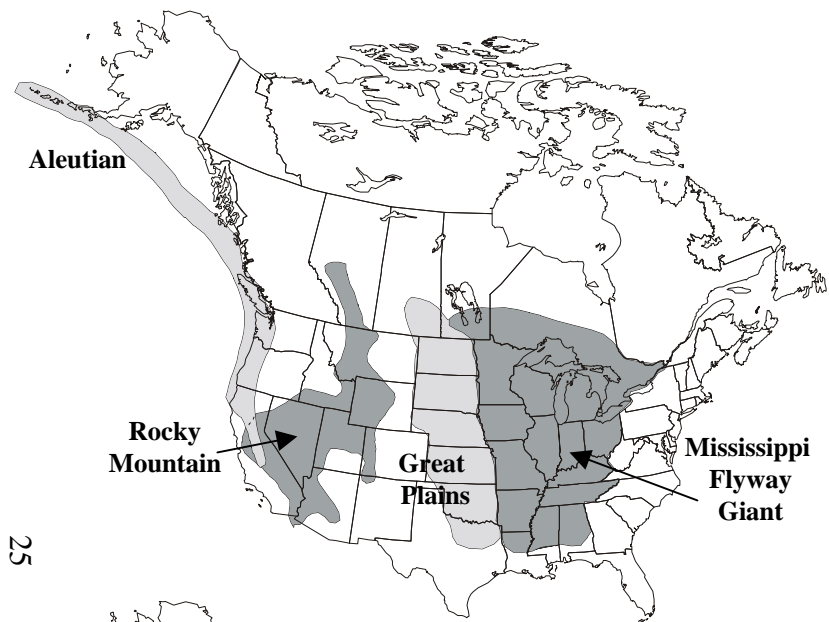 Aleutian
Rocky
Mountain
Great
Plains
Mississippi
Flyway
Giant
25